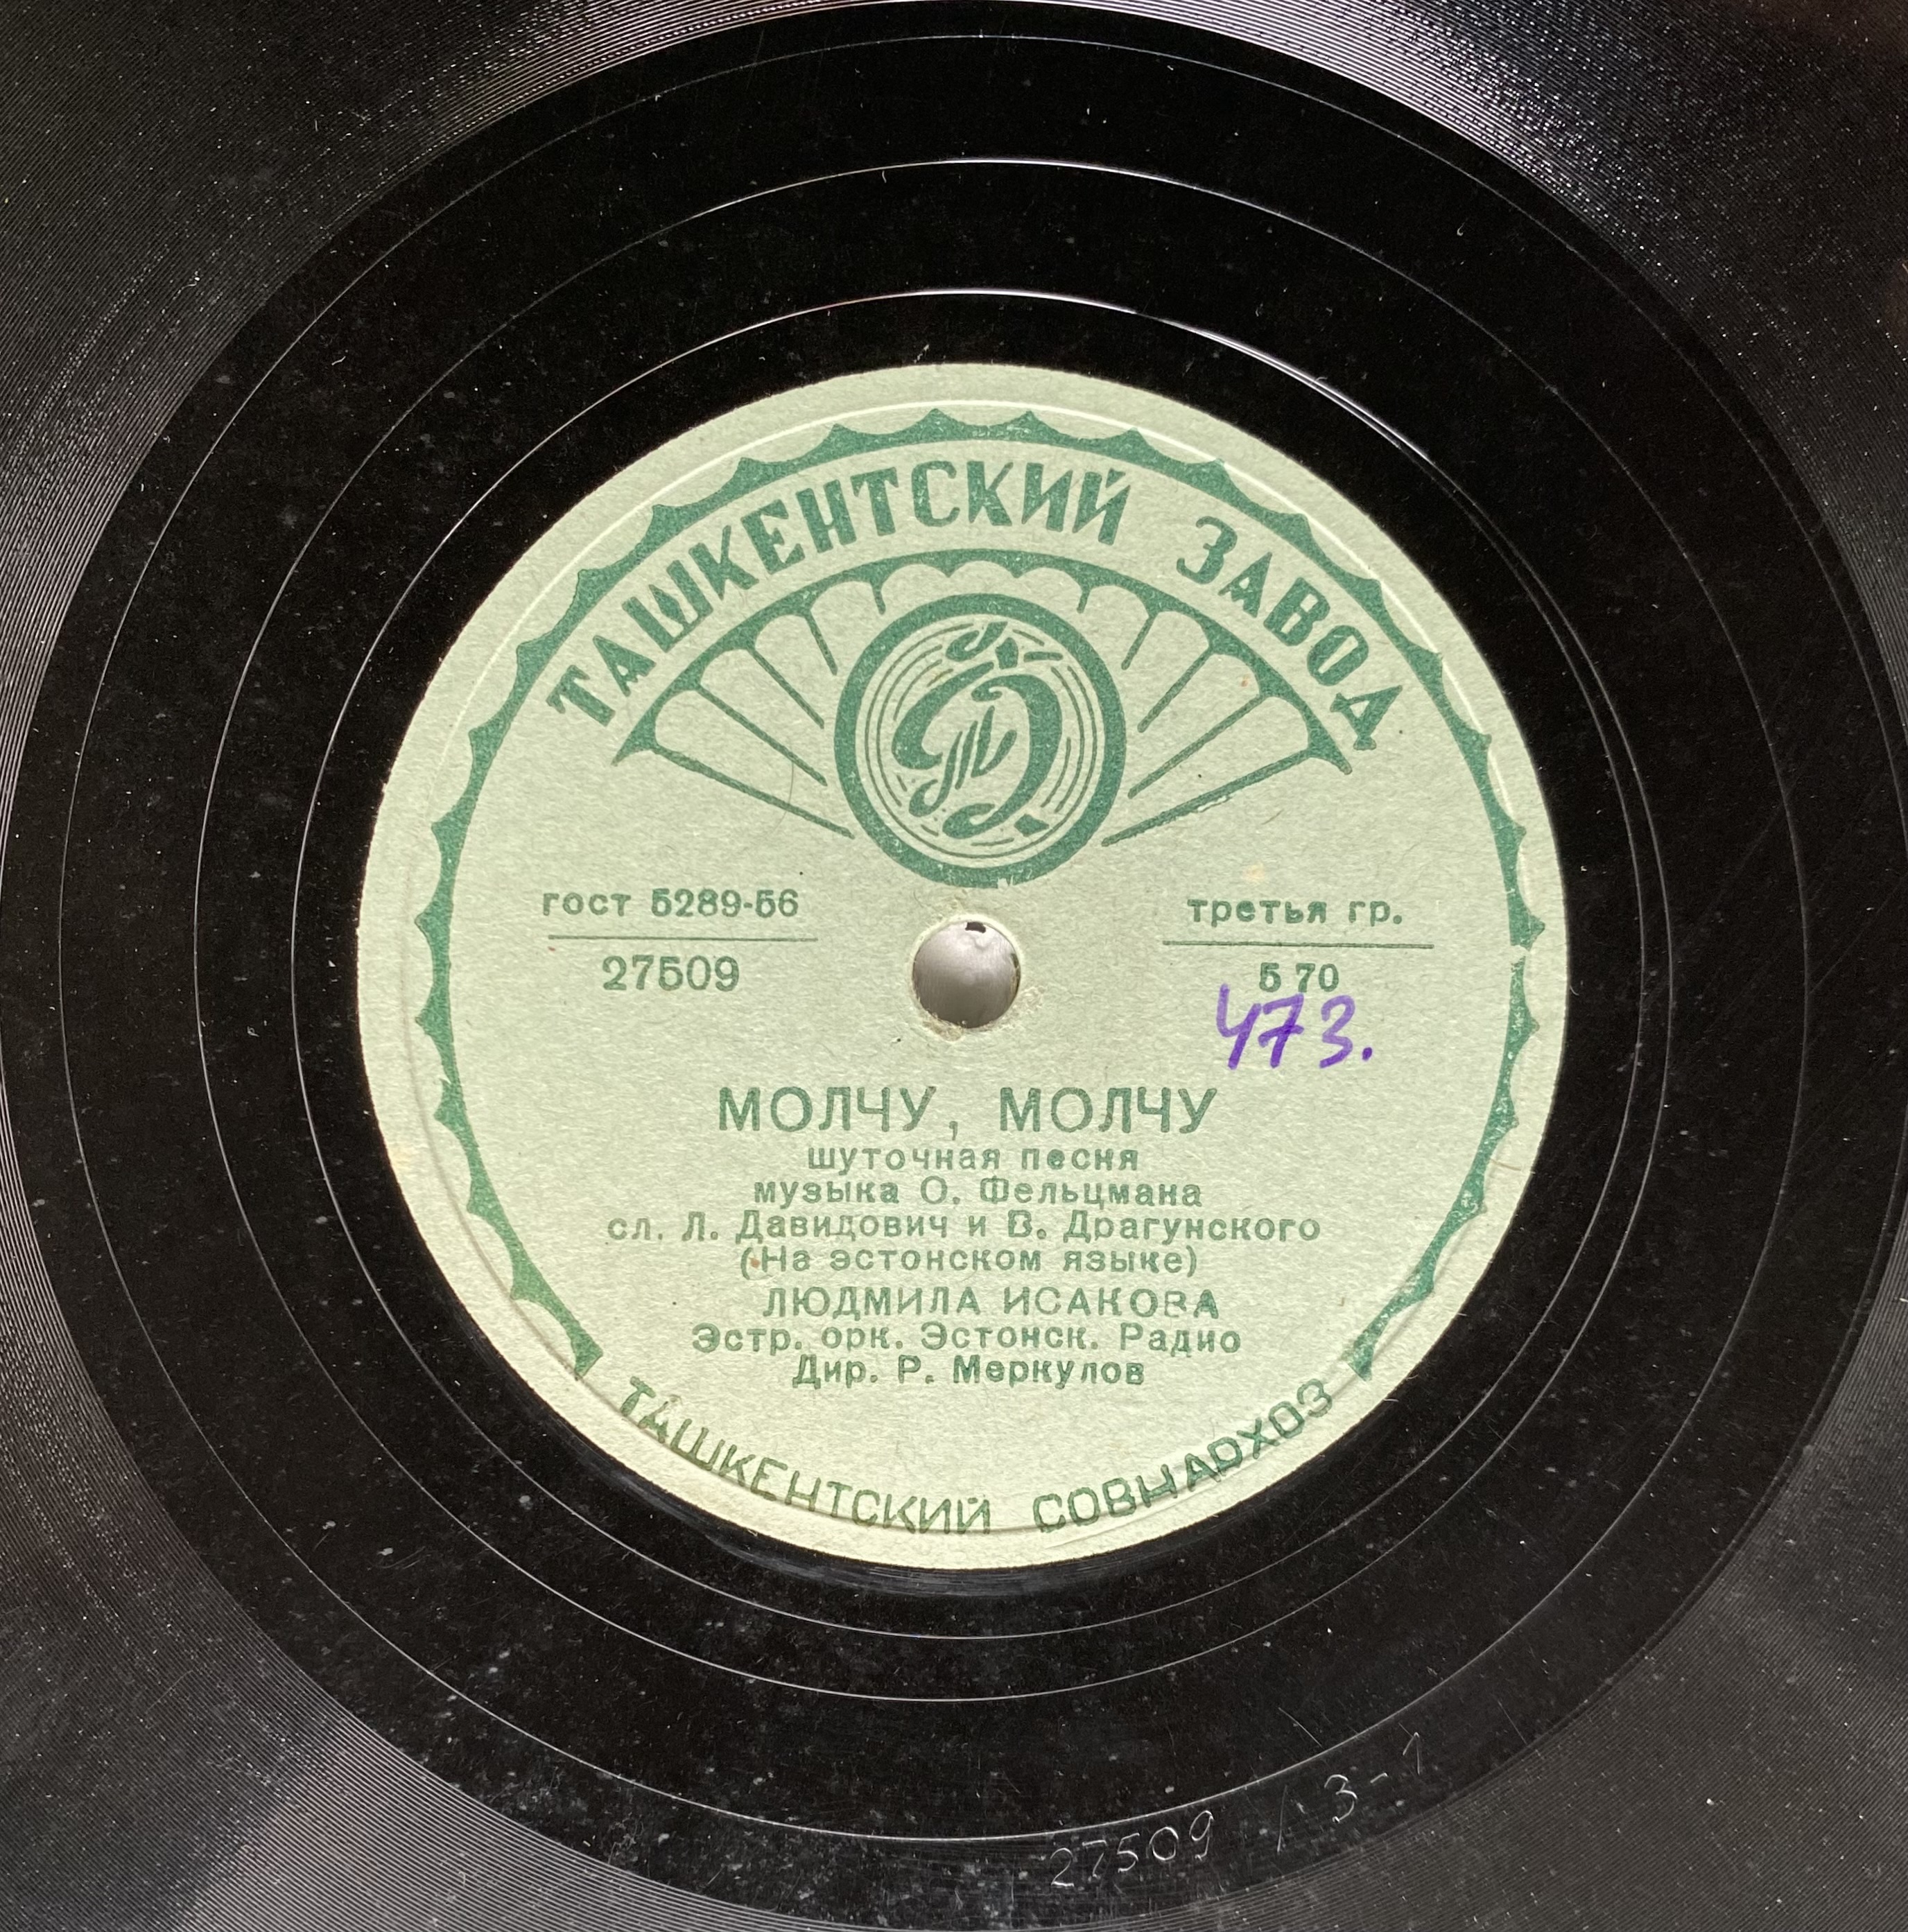 ТАШКЕНТСКИЙ ЗАВОД
гост 5289-56
27509
третья гр.
5 70
473.
МОЛЧУ, МОЛЧУ
шуточная песня
музыка О. Фельцмана
сл. Л. Давидович и В. Драгунского
(На эстонском языке)
ЛЮДМИЛА ИСАКОВА
Эстр. орк. Эстонск. Радио
Дир. Р. Меркулов
ТАШКЕНТСКИЙ СОВНАРХОЗ
27509 / 3-1